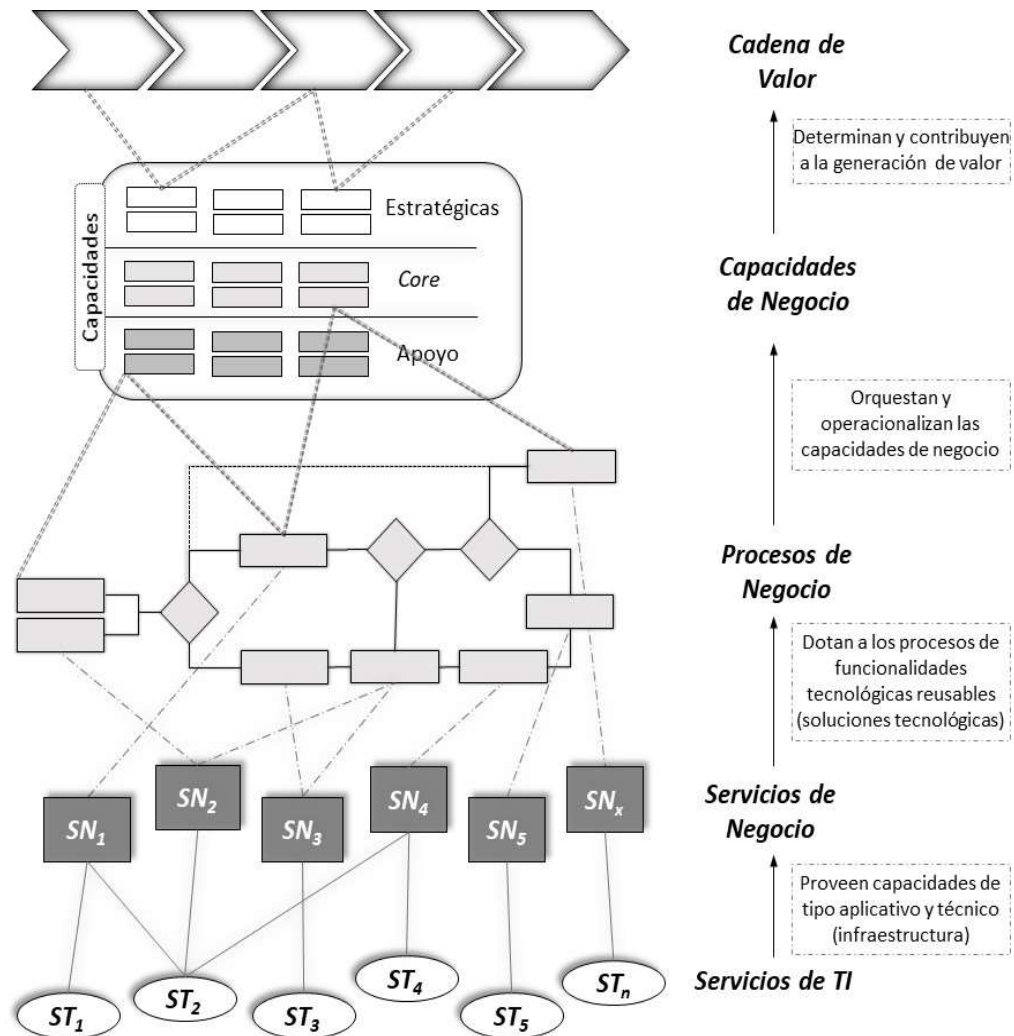 Cadena de
Valor
Determinan y contribuyen
a la generación de valor
Capacidades
Estratégicas
Core
Apoyo
Capacidades
de Negocio
Orquestan y
operacionalizan las
capacidades de negocio
Procesos de
Negocio
Dotan a los procesos de
funcionalidades
tecnológicas reusables
(soluciones tecnológicas)
SN1
SN2
SN3
SN4
SN5
SNx
Servicios de
Negocio
Proveen capacidades de
tipo aplicativo y técnico
(infraestructura)
ST1
ST2
ST3
ST4
ST5
STn
Servicios de TI